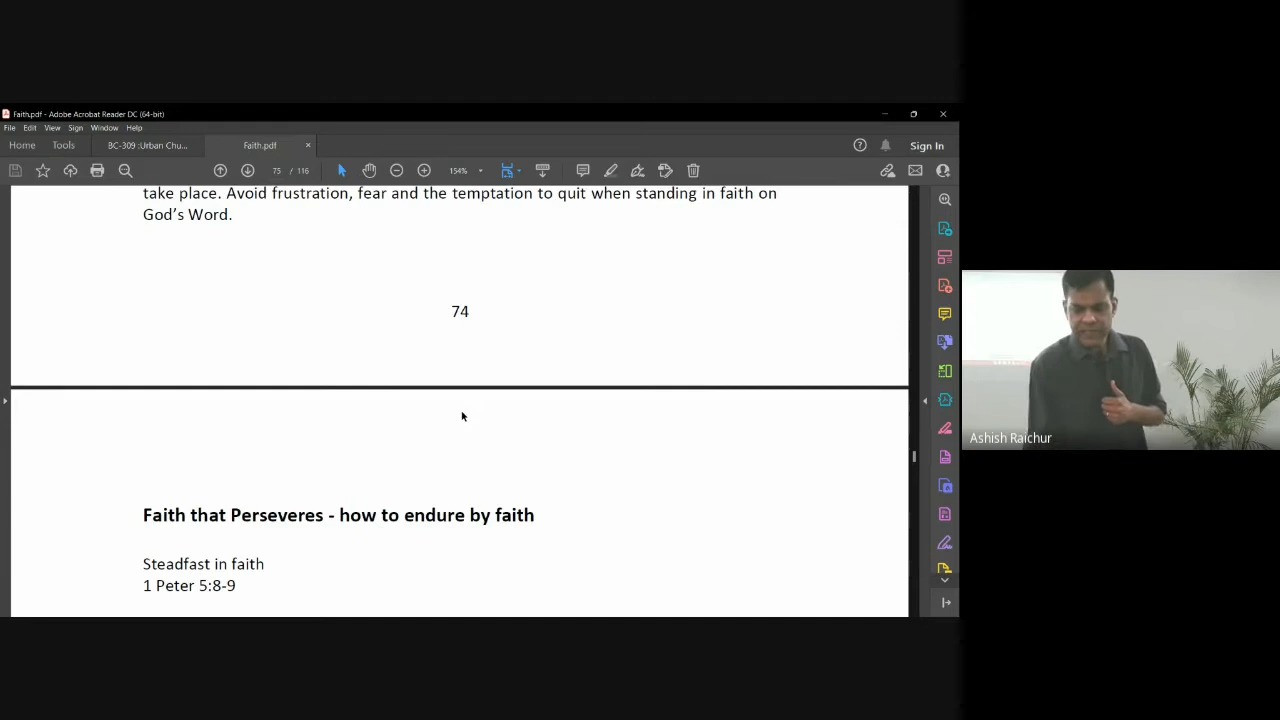 Faith.pdf - Adobe Acrobat Reader DC (64-bit)
File Edit View Sign Window Help
Home Tools BC-309 :Urban Chu... Faith.pdf × Sign In
75 / 116 154%
take place. Avoid frustration, fear and the temptation to quit when standing in faith on
God's Word.
74
Faith that Perseveres - how to endure by faith
Steadfast in faith
1 Peter 5:8-9
Ashish Raichur